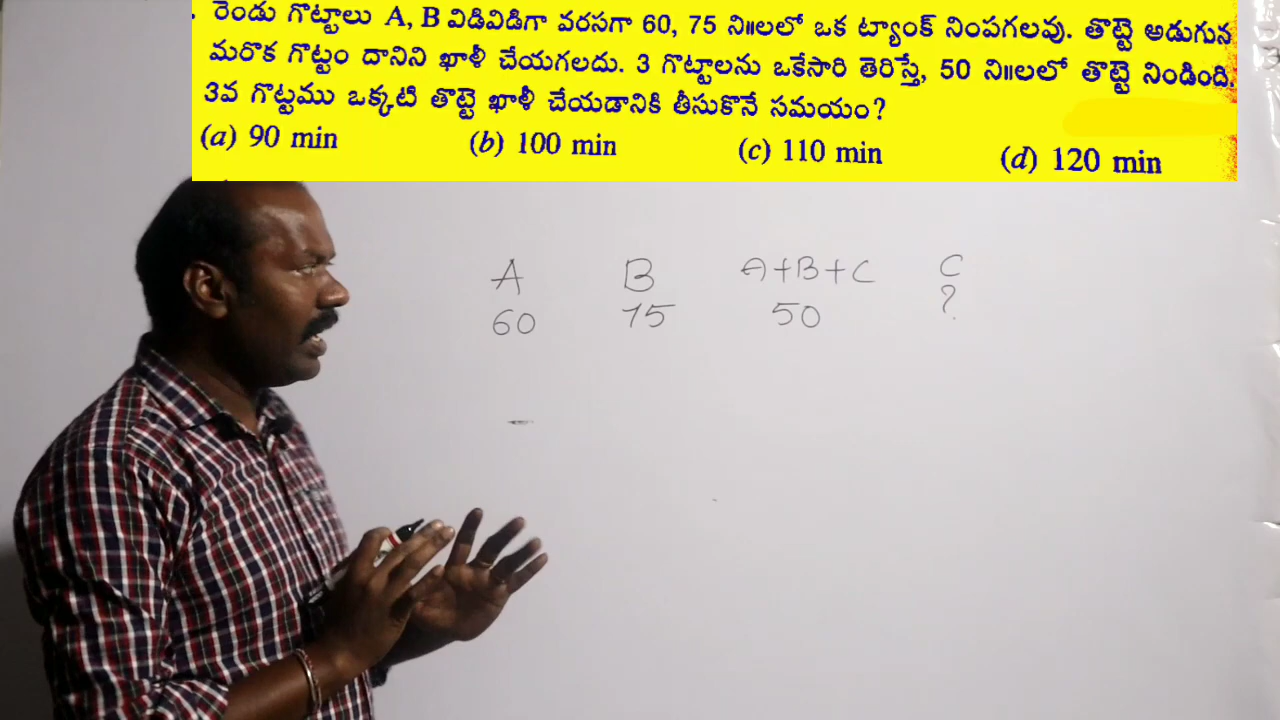 రెండు గొట్టాలు A, B విడివిడిగా వరసగా 60, 75 ని॥లలో ఒక ట్యాంక్ నింపగలవు. తొట్టె అడుగున
మరొక గొట్టం దానిని ఖాళీ చేయగలదు. 3 గొట్టాలను ఒకేసారి తెరిస్తే, 50 ని॥లలో తొట్టె నిండింది.
3వ గొట్టము ఒక్కటి తొట్టె ఖాళీ చేయడానికి తీసుకొనే సమయం?
(a) 90 min (b) 100 min (c) 110 min (d) 120 min
A B A+B+C C
60 75 50 ?